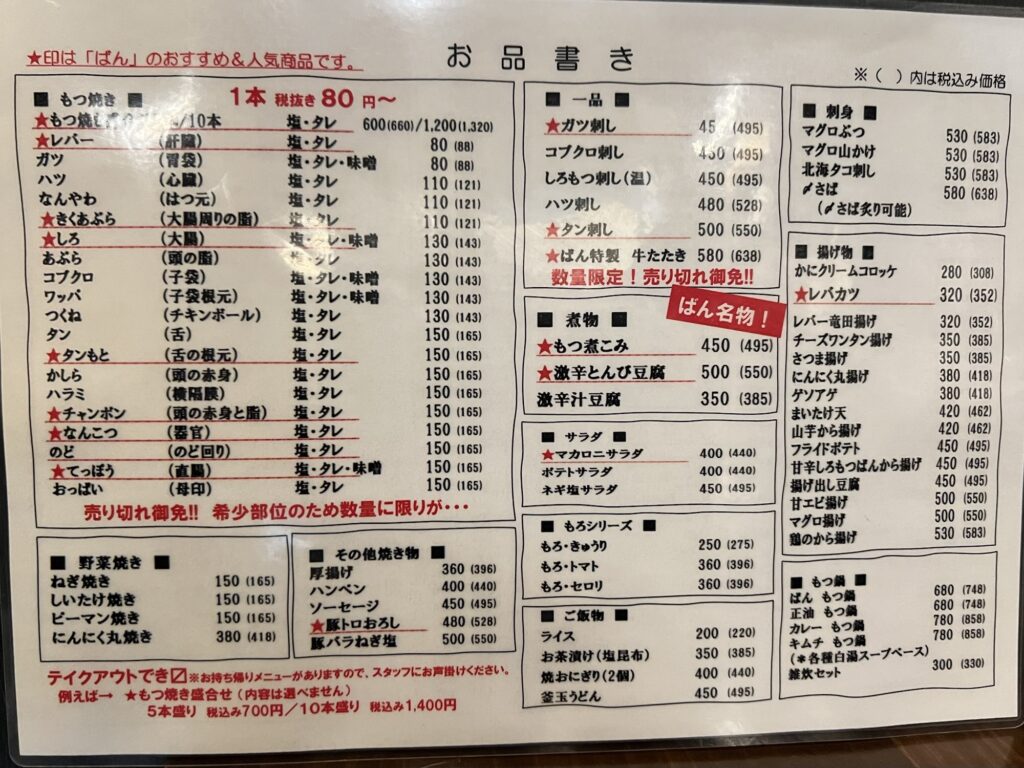 ★印は「ばん」のおすすめ&人気商品です。
お品書き
※( )内は税込み価格
■ もつ焼き ■ 1本 税抜き80円〜
★もつ焼き /10本 塩・タレ 600(660)/1,200(1,320)
★レバー (肝臓) 塩・タレ 80(88)
ガツ (胃袋) 塩・タレ・味噌 80(88)
ハツ (心臓) 塩・タレ 110(121)
なんやわ (はつ元) 塩・タレ 110(121)
★きくあぶら (大腸周りの脂) 塩・タレ 110(121)
★しろ (大腸) 塩・タレ・味噌 130(143)
あぶら (頭の脂) 塩・タレ 130(143)
コブクロ (子袋) 塩・タレ・味噌 130(143)
ワッパ (子袋根元) 塩・タレ・味噌 130(143)
つくね (チキンボール) 塩・タレ 130(143)
タン (舌) 塩・タレ 150(165)
★タンもと (舌の根元) 塩・タレ 150(165)
かしら (頭の赤身) 塩・タレ 150(165)
ハラミ (横隔膜) 塩・タレ 150(165)
★チャンポン (頭の赤身と脂) 塩・タレ 150(165)
★なんこつ (器官) 塩・タレ 150(165)
のど (のど回り) 塩・タレ 150(165)
★てっぽう (直腸) 塩・タレ・味噌 150(165)
おっぱい (母印) 塩・タレ 150(165)
売り切れ御免!! 希少部位のため数量に限りが・・・
■ 野菜焼き ■
ねぎ焼き 150(165)
しいたけ焼き 150(165)
ピーマン焼き 150(165)
にんにく丸焼き 380(418)
■ その他焼き物 ■
厚揚げ 360(396)
ハンペン 400(440)
ソーセージ 450(495)
★豚トロおろし 480(528)
豚バラねぎ塩 500(550)
テイクアウトでき☑ ※お持ち帰りメニューがありますので、スタッフにお声掛けください。
例えば→ ★もつ焼き盛合せ(内容は選べません)
5本盛り 税込み700円/10本盛り 税込み1,400円
■ 一品 ■
★ガツ刺し 45 (495)
コブクロ刺し 450(495)
しろもつ刺し(温) 450(495)
ハツ刺し 480(528)
★タン刺し 500(550)
★ばん特製 牛たたき 580(638)
数量限定!売り切れ御免!!
ばん名物!
■ 煮物 ■
★もつ煮こみ 450(495)
★激辛とんび豆腐 500(550)
激辛汁豆腐 350(385)
■ サラダ ■
★マカロニサラダ 400(440)
ポテトサラダ 400(440)
ネギ塩サラダ 450(495)
■ もろシリーズ ■
もろ・きゅうり 250(275)
もろ・トマト 360(396)
もろ・セロリ 360(396)
■ ご飯物 ■
ライス 200(220)
お茶漬け(塩昆布) 350(385)
焼おにぎり(2個) 400(440)
釜玉うどん 450(495)
■ 刺身 ■
マグロぶつ 530(583)
マグロ山かけ 530(583)
北海タコ刺し 530(583)
〆さば 580(638)
(〆さば炙り可能)
■ 揚げ物 ■
かにクリームコロッケ 280(308)
★レバカツ 320(352)
レバー竜田揚げ 320(352)
チーズワンタン揚げ 350(385)
さつま揚げ 350(385)
にんにく丸揚げ 380(418)
ゲソアゲ 380(418)
まいたけ天 420(462)
山芋から揚げ 420(462)
フライドポテト 450(495)
甘辛しろもつぱんから揚げ 450(495)
揚げ出し豆腐 450(495)
甘エビ揚げ 500(550)
マグロ揚げ 500(550)
鶏のから揚げ 530(583)
■ もつ鍋 ■
ばん もつ鍋 680(748)
正油 もつ鍋 680(748)
カレー もつ鍋 780(858)
キムチ もつ鍋 780(858)
(*各種白湯スープベース)
雑炊セット 300(330)